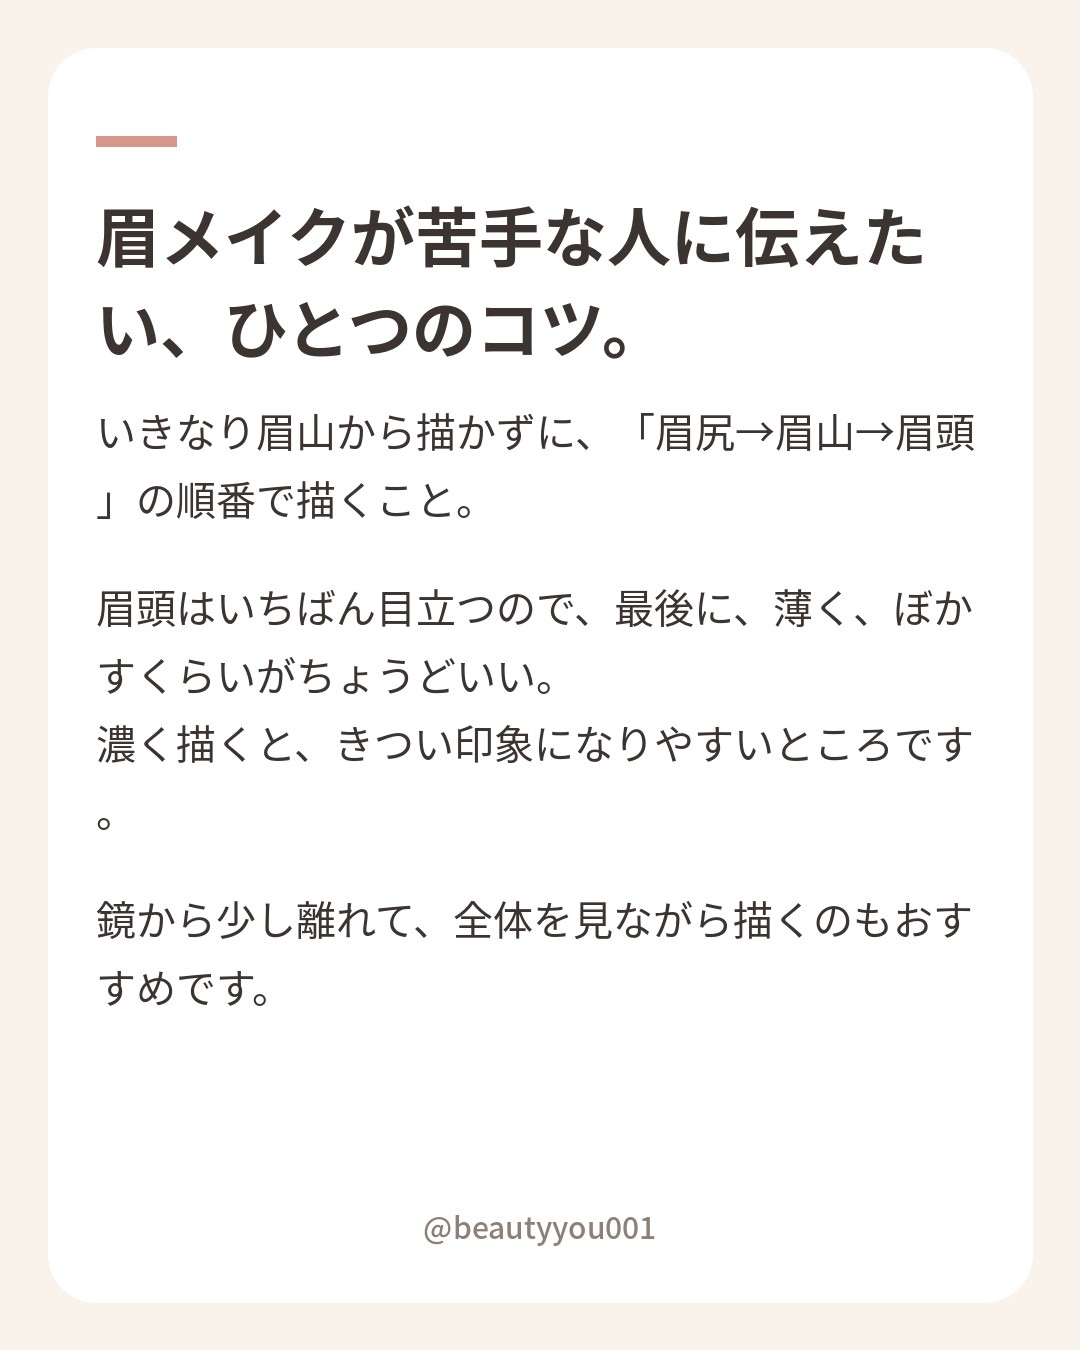 眉メイクが苦手な人に伝えた
い、ひとつのコツ。
いきなり眉山から描かずに、「眉尻→眉山→眉頭
」の順番で描くこと。
眉頭はいちばん目立つので、最後に、薄く、ぼか
すくらいがちょうどいい。
濃く描くと、きつい印象になりやすいところです
。
鏡から少し離れて、全体を見ながら描くのもおす
すめです。
@beautyyou001